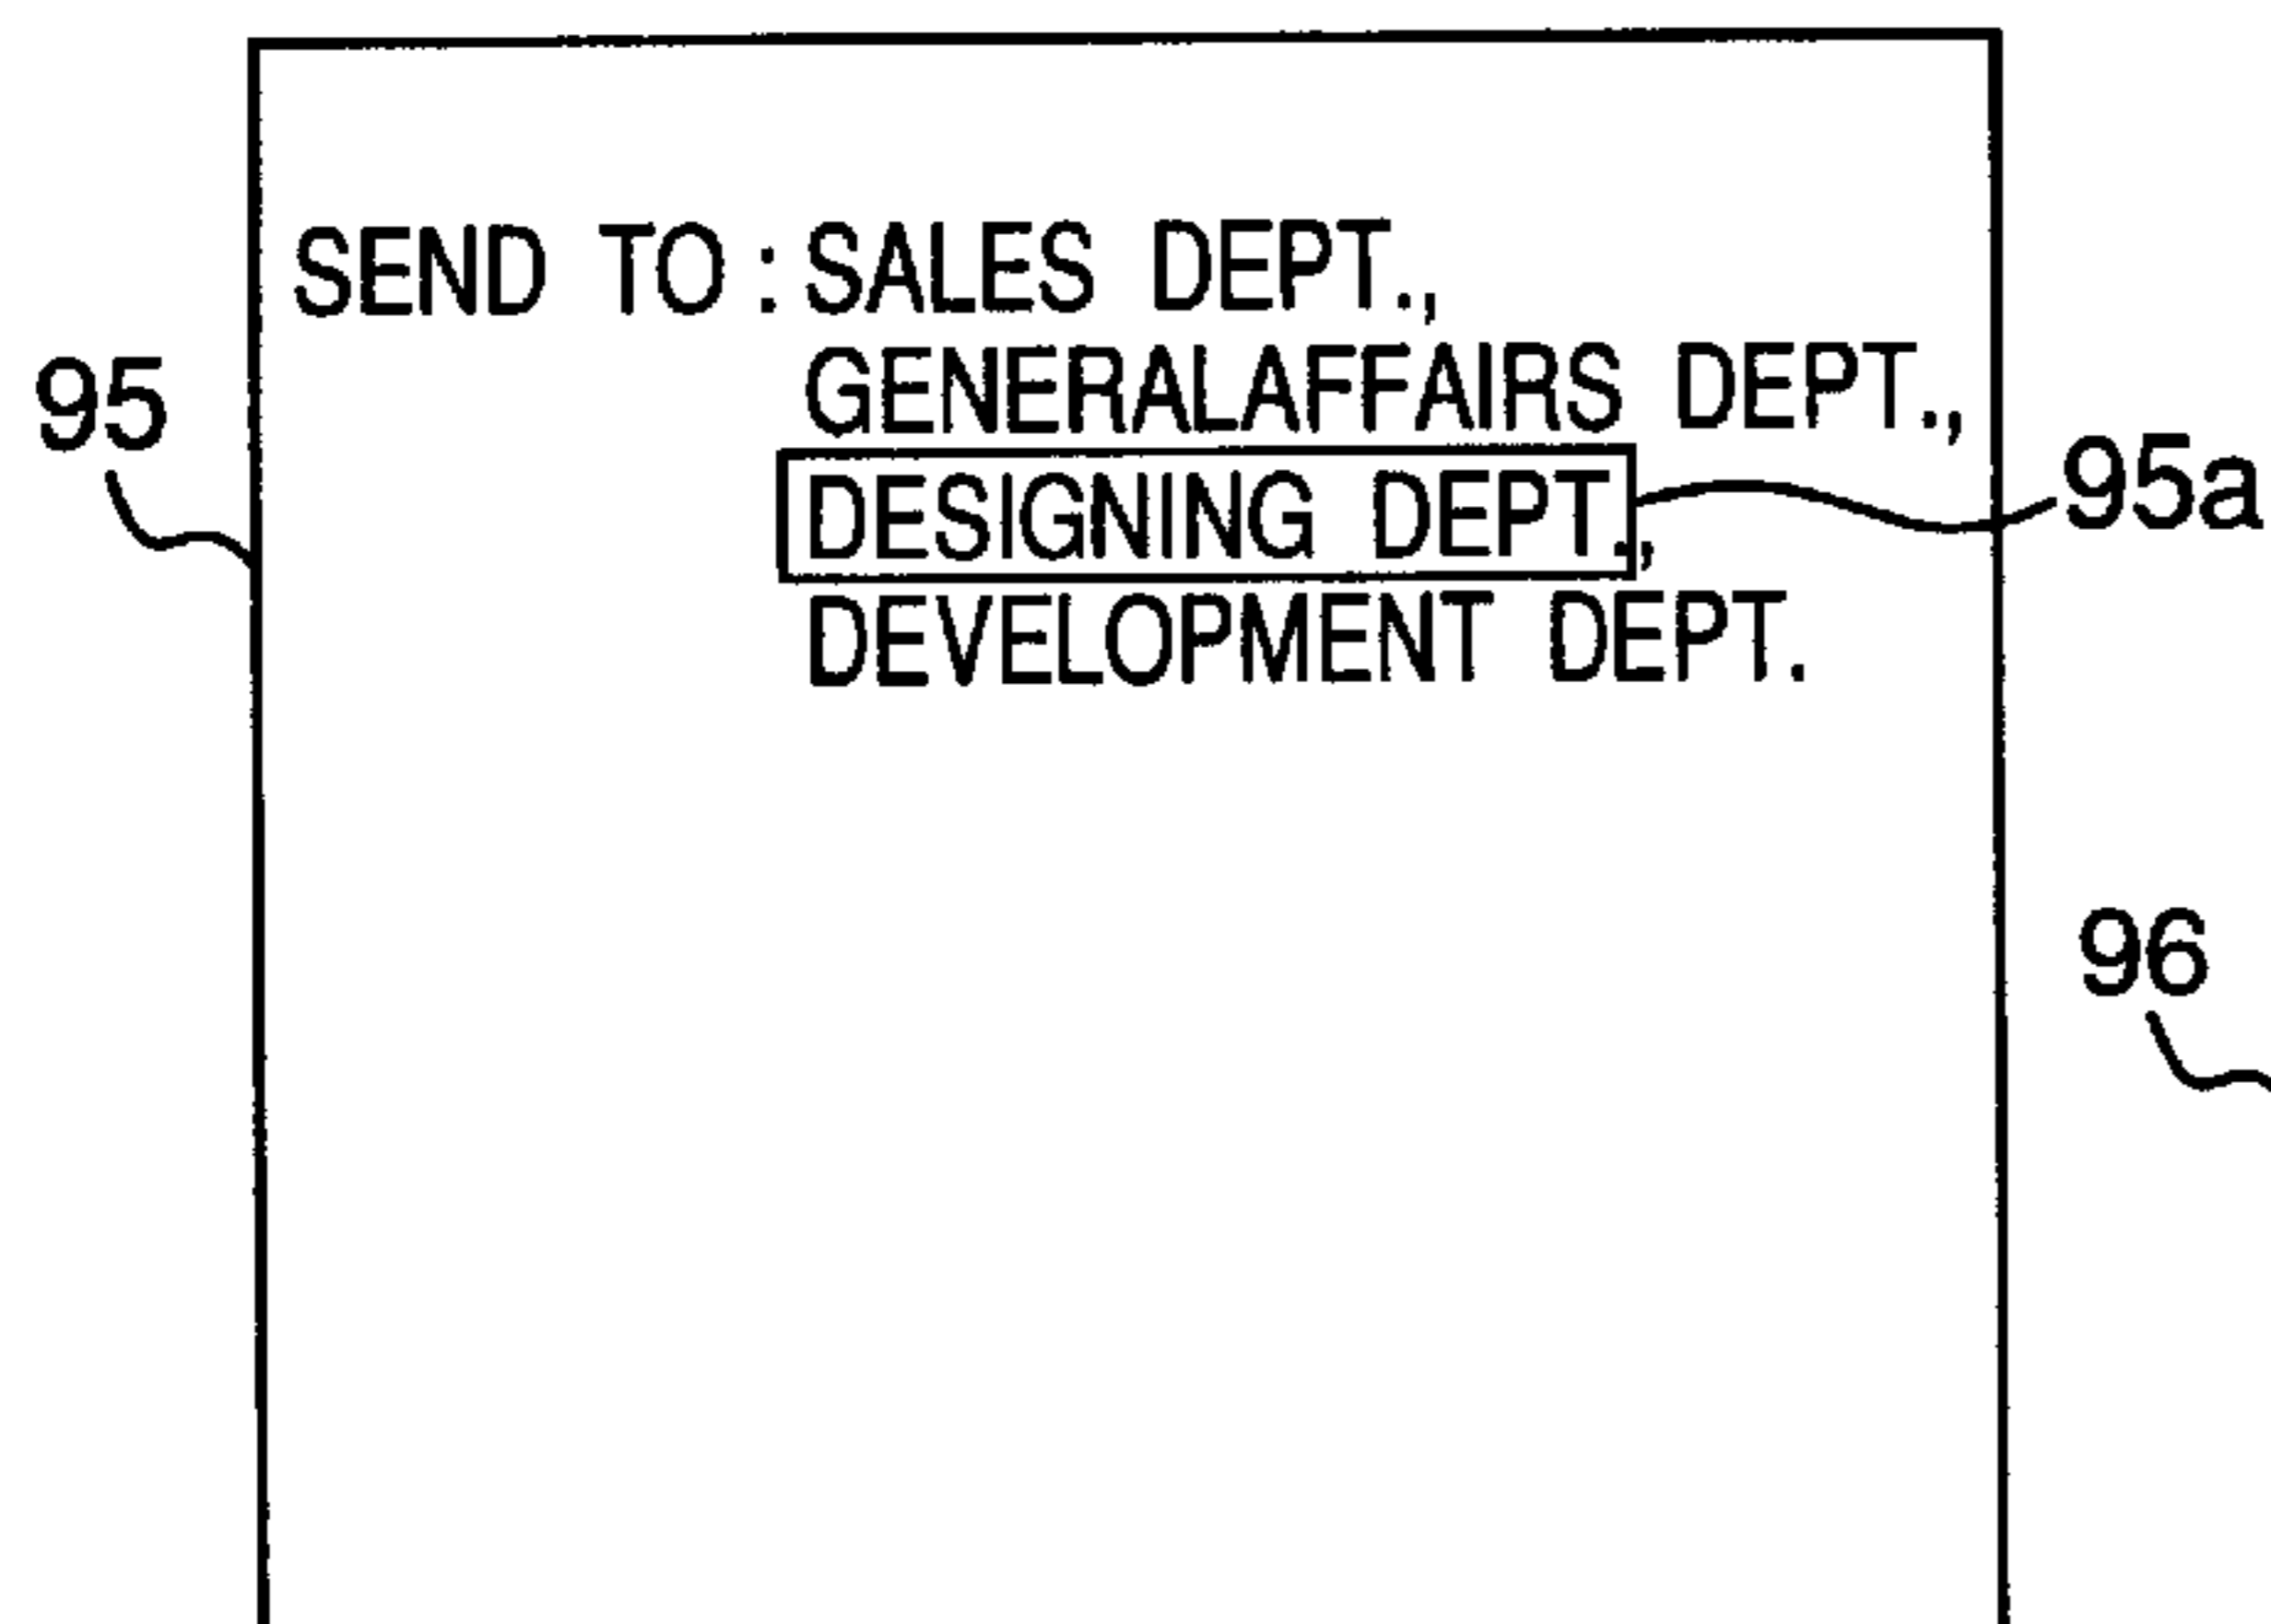 SEND TO : SALES DEPT.,
GENERALAFFAIRS DEPT.,
95
DESIGNING DEPT.,
95a
DEVELOPMENT DEPT.
96